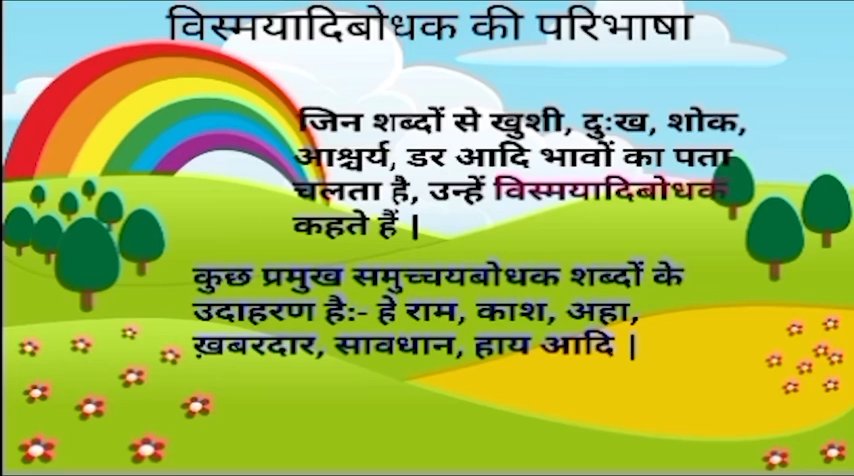 विस्मयादिबोधक की परिभाषा
जिन शब्दों से खुशी, दुःख, शोक,
आश्चर्य, डर आदि भावों का पता
चलता है, उन्हें विस्मयादिबोधक
कहते हैं |
कुछ प्रमुख समुच्चयबोधक शब्दों के
उदाहरण है:- हे राम, काश, अहा,
ख़बरदार, सावधान, हाय आदि |